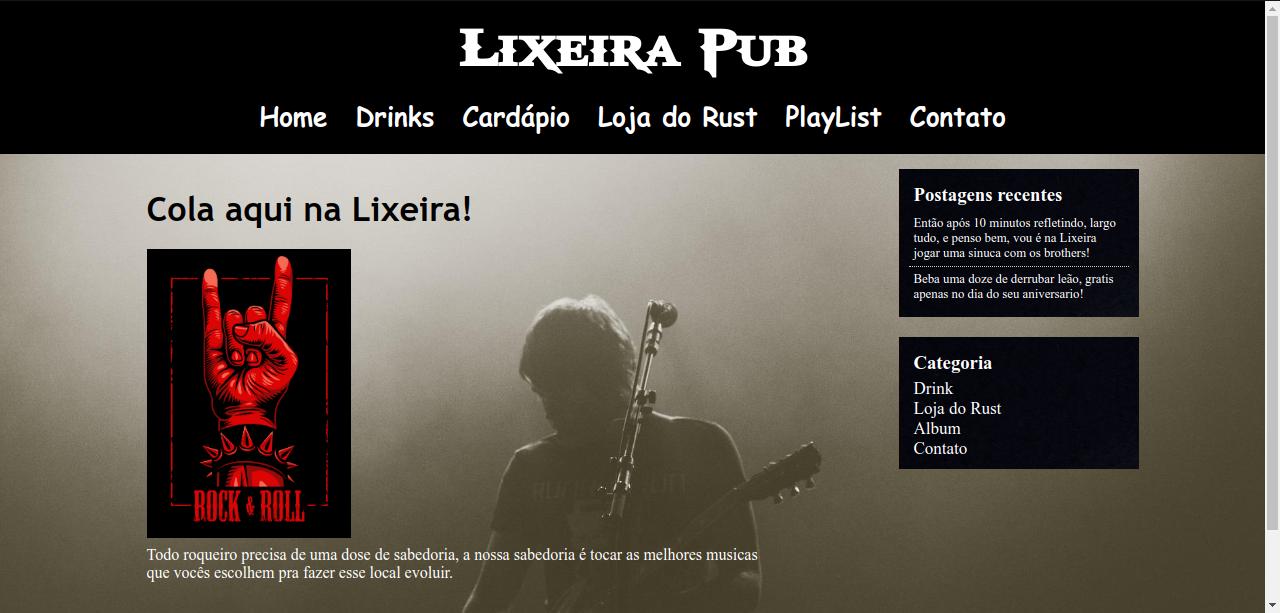 Lixeira Pub
Home Drinks Cardápio Loja do Rust PlayList Contato
Cola aqui na Lixeira!
ROCK & ROLL
Todo roqueiro precisa de uma dose de sabedoria, a nossa sabedoria é tocar as melhores musicas
que vocês escolhem pra fazer esse local evoluir.
Postagens recentes
Então após 10 minutos refletindo, largo
tudo, e penso bem, vou é na Lixeira
jogar uma sinuca com os brothers!
Beba uma doze de derrubar leão, gratis
apenas no dia do seu aniversario!
Categoria
Drink
Loja do Rust
Album
Contato